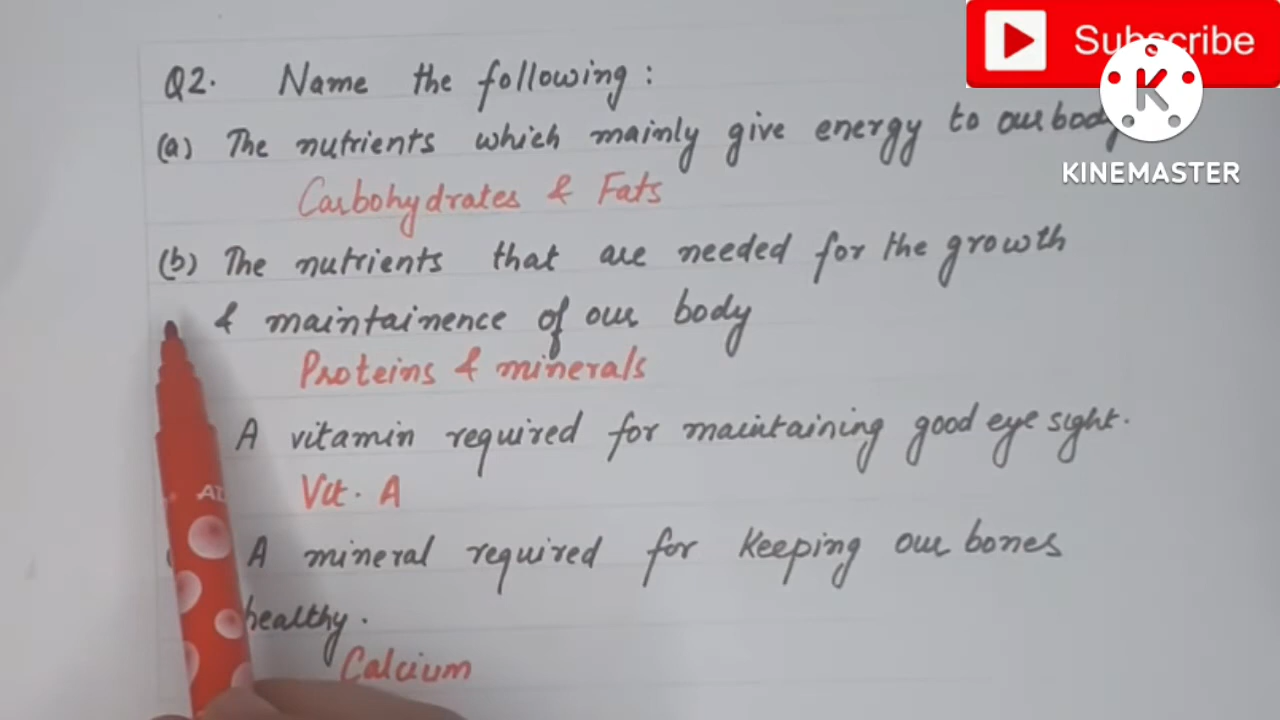 Subscribe
K
KINEMASTER
Q2. Name the following :
(a) The nutrients which mainly give energy to our body
Carbohydrates & Fats
(b) The nutrients that are needed for the growth
& maintainence of our body
Proteins & minerals
A vitamin required for maintaining good eye sight.
Vit. A
A mineral required for keeping our bones
healthy.
Calcium